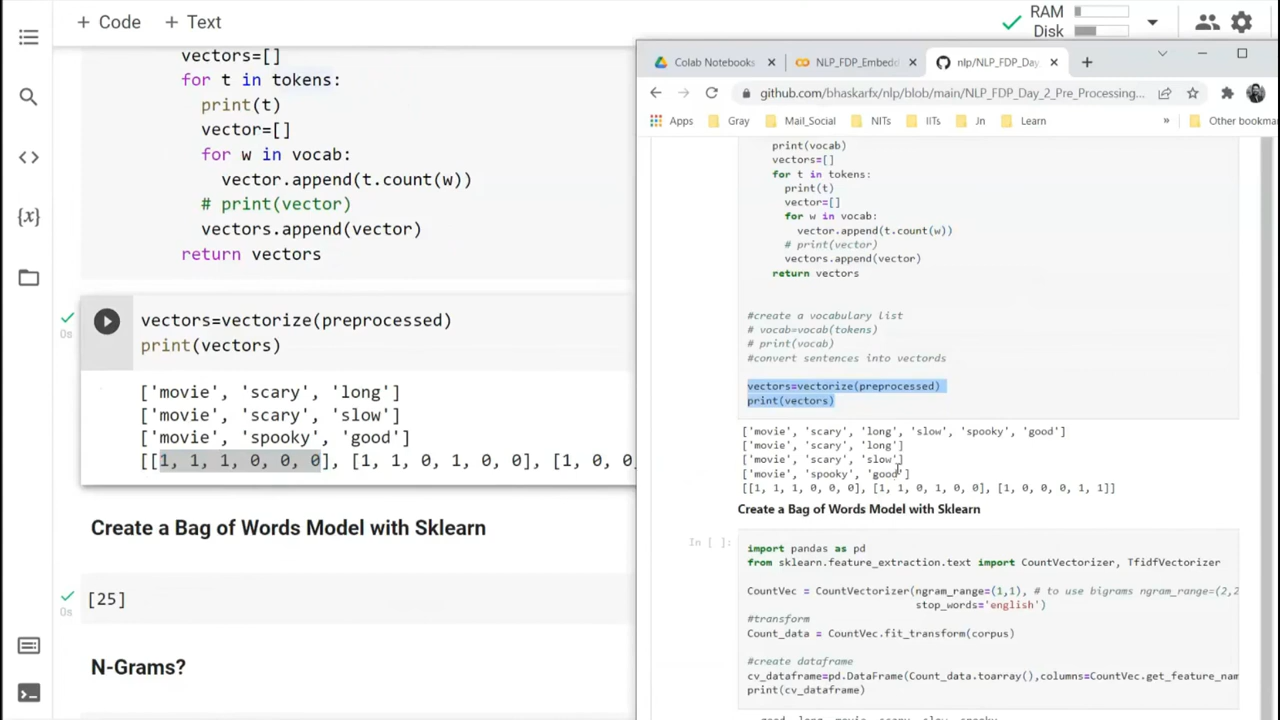 + Code + Text
RAM
Disk
vectors=[]
for t in tokens:
print(t)
vector=[]
for w in vocab:
vector.append(t.count(w))
# print(vector)
vectors.append(vector)
return vectors
{x}
0s
vectors=vectorize(preprocessed)
print(vectors)
['movie', 'scary', 'long']
['movie', 'scary', 'slow']
['movie', 'spooky', 'good']
[[1, 1, 1, 0, 0, 0], [1, 1, 0, 1, 0, 0], [1, 0, 0,
Create a Bag of Words Model with Sklearn
[25]
0s
N-Grams?
Colab Notebooks
NLP_FDP_Embedd
nlp/NLP_FDP_Day_
github.com/bhaskarfx/nlp/blob/main/NLP_FDP_Day_2_Pre_Processing...
Apps Gray Mail_Social NITs IITs Jn Learn » Other bookma
print(vocab)
vectors=[]
for t in tokens:
print(t)
vector=[]
for w in vocab:
vector.append(t.count(w))
# print(vector)
vectors.append(vector)
return vectors
#create a vocabulary list
# vocab=vocab(tokens)
# print(vocab)
#convert sentences into vectords
vectors=vectorize(preprocessed)
print(vectors)
['movie', 'scary', 'long', 'slow', 'spooky', 'good']
['movie', 'scary', 'long']
['movie', 'scary', 'slow']
['movie', 'spooky', 'good']
[[1, 1, 1, 0, 0, 0], [1, 1, 0, 1, 0, 0], [1, 0, 0, 0, 1, 1]]
Create a Bag of Words Model with Sklearn
In [ ]:
import pandas as pd
from sklearn.feature_extraction.text import CountVectorizer, TfidfVectorizer
CountVec = CountVectorizer(ngram_range=(1,1), # to use bigrams ngram_range=(2,2
stop_words='english')
#transform
Count_data = CountVec.fit_transform(corpus)
#create dataframe
cv_dataframe=pd.DataFrame(Count_data.toarray(),columns=CountVec.get_feature_nam
print(cv_dataframe)
good long movie scary slow spooky